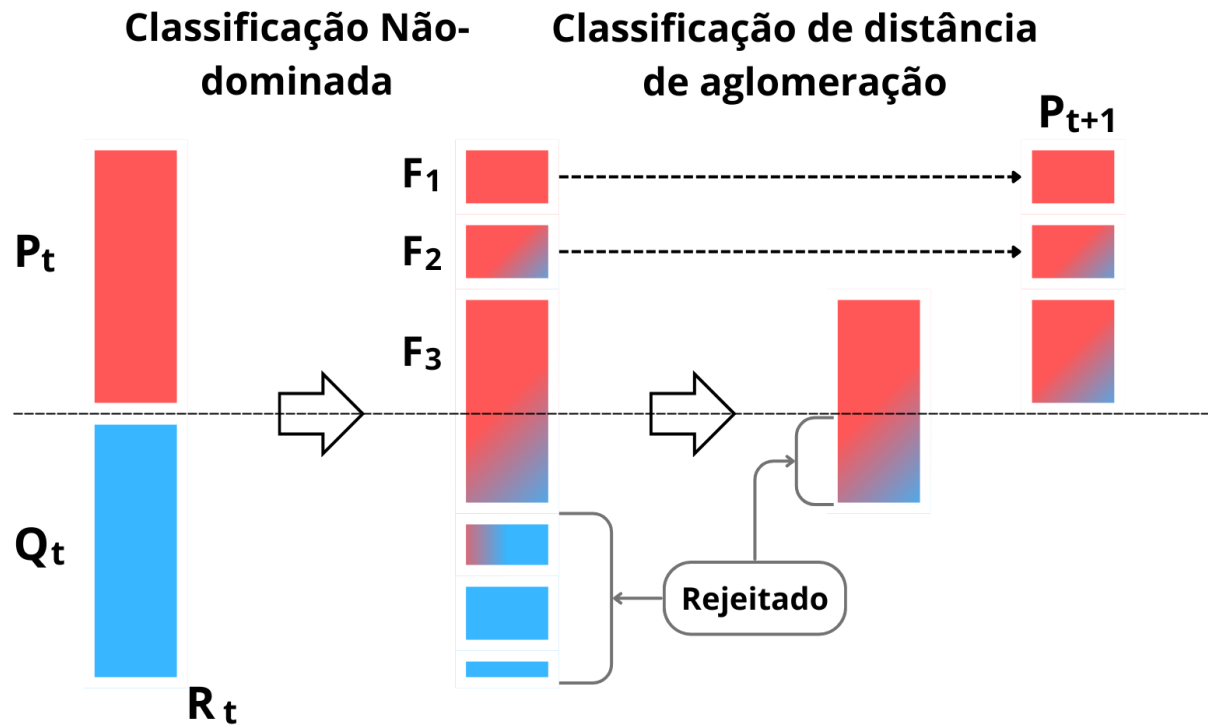 Classificação Não-
dominada
Classificação de distância
de aglomeração
Pt+1
F1
Pt
F2
F3
Qt
Rejeitado
Rt